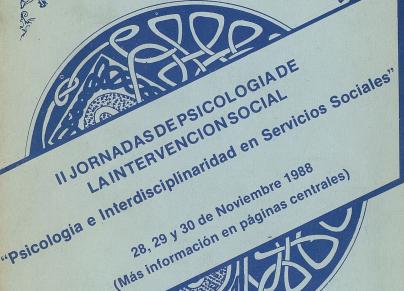 II JORNADAS DE PSICOLOGIA DE
LA INTERVENCION SOCIAL
"Psicología e Interdisciplinaridad en Servicios Sociales"
28, 29 y 30 de Noviembre 1988
(Más información en páginas centrales)